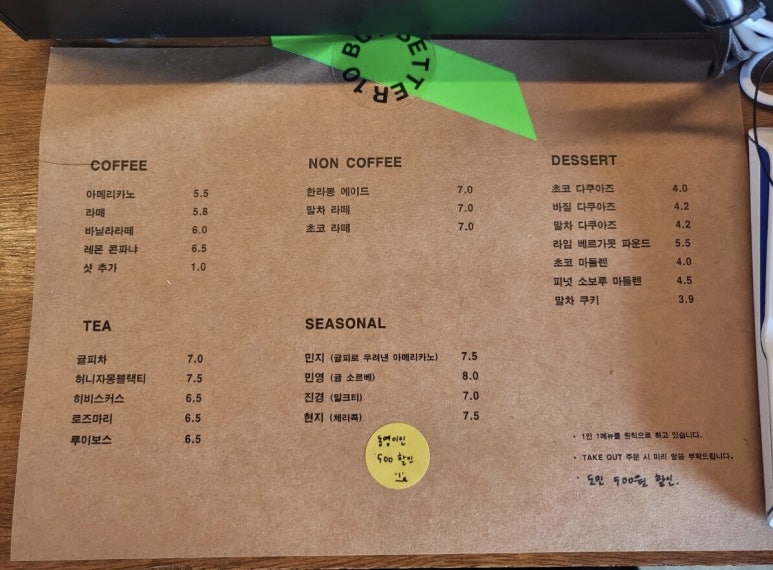 BETTER10
COFFEE
아메리카노 5.5
라떼 5.8
바닐라라떼 6.0
레몬 콘파냐 6.5
샷 추가 1.0
NON COFFEE
한라봉 에이드 7.0
말차 라떼 7.0
초코 라떼 7.0
DESSERT
초코 다쿠아즈 4.0
바질 다쿠아즈 4.2
말차 다쿠아즈 4.2
라임 베르가못 파운드 5.5
초코 마들렌 4.0
피넛 소보루 마들렌 4.5
말차 쿠키 3.9
TEA
귤피차 7.0
허니자몽블랙티 7.5
히비스커스 6.5
로즈마리 6.5
루이보스 6.5
SEASONAL
민지 (귤피로 우려낸 아메리카노) 7.5
민영 (귤 소르베) 8.0
진경 (밀크티) 7.0
현지 (체리콕) 7.5
동명이인
500 할인
· 1인 1메뉴를 원칙으로 하고 있습니다.
· TAKE OUT 주문 시 미리 말씀 부탁드립니다.
· 도민 500원 할인.